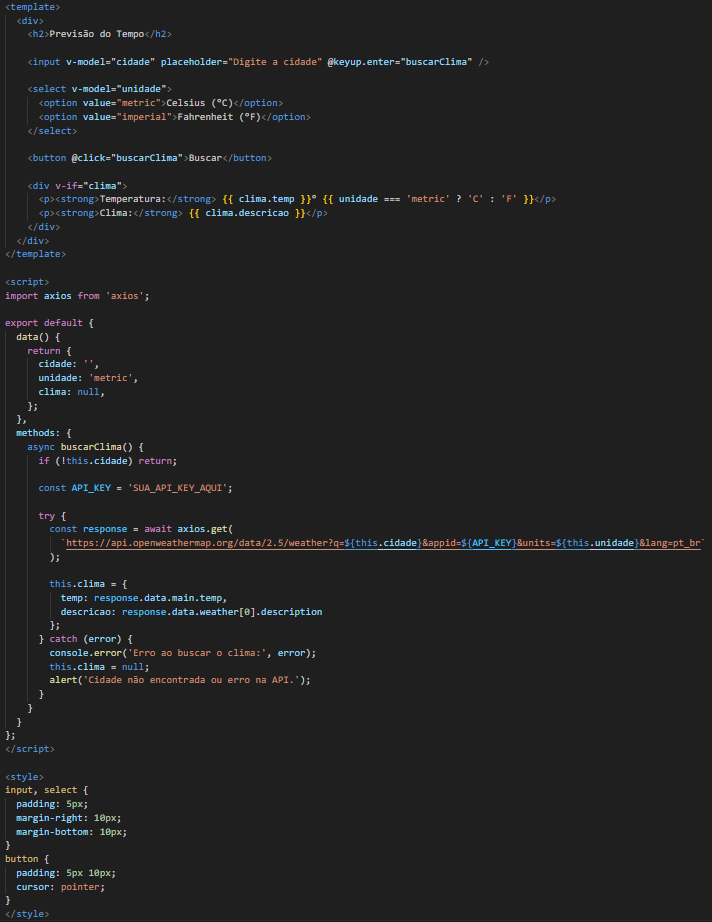 <template>
<div>
<h2>Previsão do Tempo</h2>
<input v-model="cidade" placeholder="Digite a cidade" @keyup.enter="buscarClima" />
<select v-model="unidade">
<option value="metric">Celsius (°C)</option>
<option value="imperial">Fahrenheit (°F)</option>
</select>
<button @click="buscarClima">Buscar</button>
<div v-if="clima">
<p><strong>Temperatura:</strong> {{ clima.temp }}° {{ unidade === 'metric' ? 'C' : 'F' }}</p>
<p><strong>Clima:</strong> {{ clima.descricao }}</p>
</div>
</div>
</template>
<script>
import axios from 'axios';
export default {
data() {
return {
cidade: '',
unidade: 'metric',
clima: null,
};
},
methods: {
async buscarClima() {
if (!this.cidade) return;
const API_KEY = 'SUA_API_KEY_AQUI';
try {
const response = await axios.get(
`https://api.openweathermap.org/data/2.5/weather?q=${this.cidade}&appid=${API_KEY}&units=${this.unidade}&lang=pt_br`
);
this.clima = {
temp: response.data.main.temp,
descricao: response.data.weather[0].description
};
} catch (error) {
console.error('Erro ao buscar o clima:', error);
this.clima = null;
alert('Cidade não encontrada ou erro na API.');
}
}
}
};
</script>
<style>
input, select {
padding: 5px;
margin-right: 10px;
margin-bottom: 10px;
}
button {
padding: 5px 10px;
cursor: pointer;
}
</style>